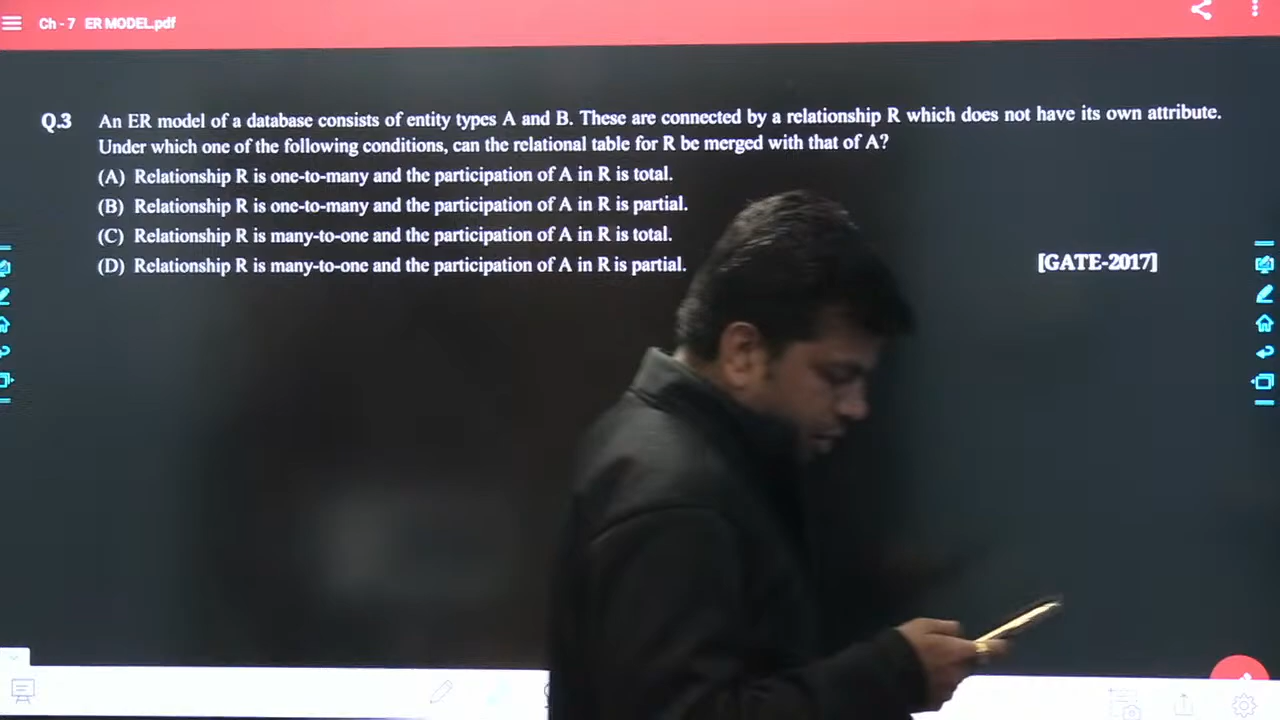 Ch - 7 ER MODEL.pdf
Q.3 An ER model of a database consists of entity types A and B. These are connected by a relationship R which does not have its own attribute.
Under which one of the following conditions, can the relational table for R be merged with that of A?
(A) Relationship R is one-to-many and the participation of A in R is total.
(B) Relationship R is one-to-many and the participation of A in R is partial.
(C) Relationship R is many-to-one and the participation of A in R is total.
(D) Relationship R is many-to-one and the participation of A in R is partial.
[GATE-2017]